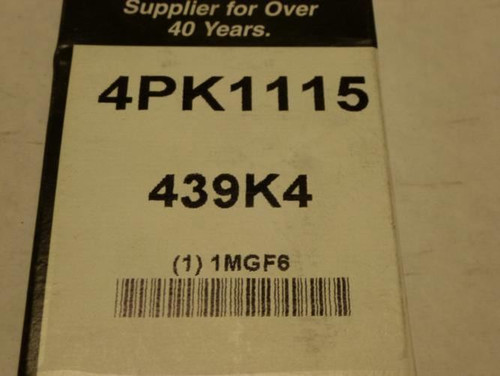 Supplier for Over
40 Years.
4PK1115
439K4
(1) 1MGF6